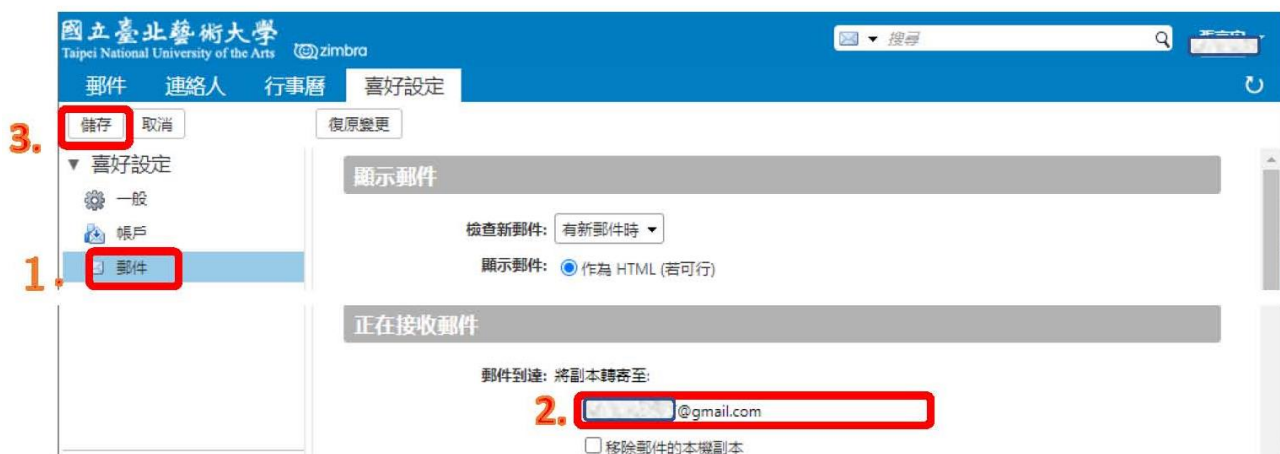 國立臺北藝術大學
Taipei National University of the Arts zimbra
搜尋
郵件 連絡人 行事曆 喜好設定
3. 儲存 取消 復原變更
喜好設定
一般
帳戶
1. 郵件
顯示郵件
檢查新郵件: 有新郵件時
顯示郵件: 作為 HTML (若可行)
正在接收郵件
郵件到達: 將副本轉寄至:
2. @gmail.com
移除郵件的本機副本